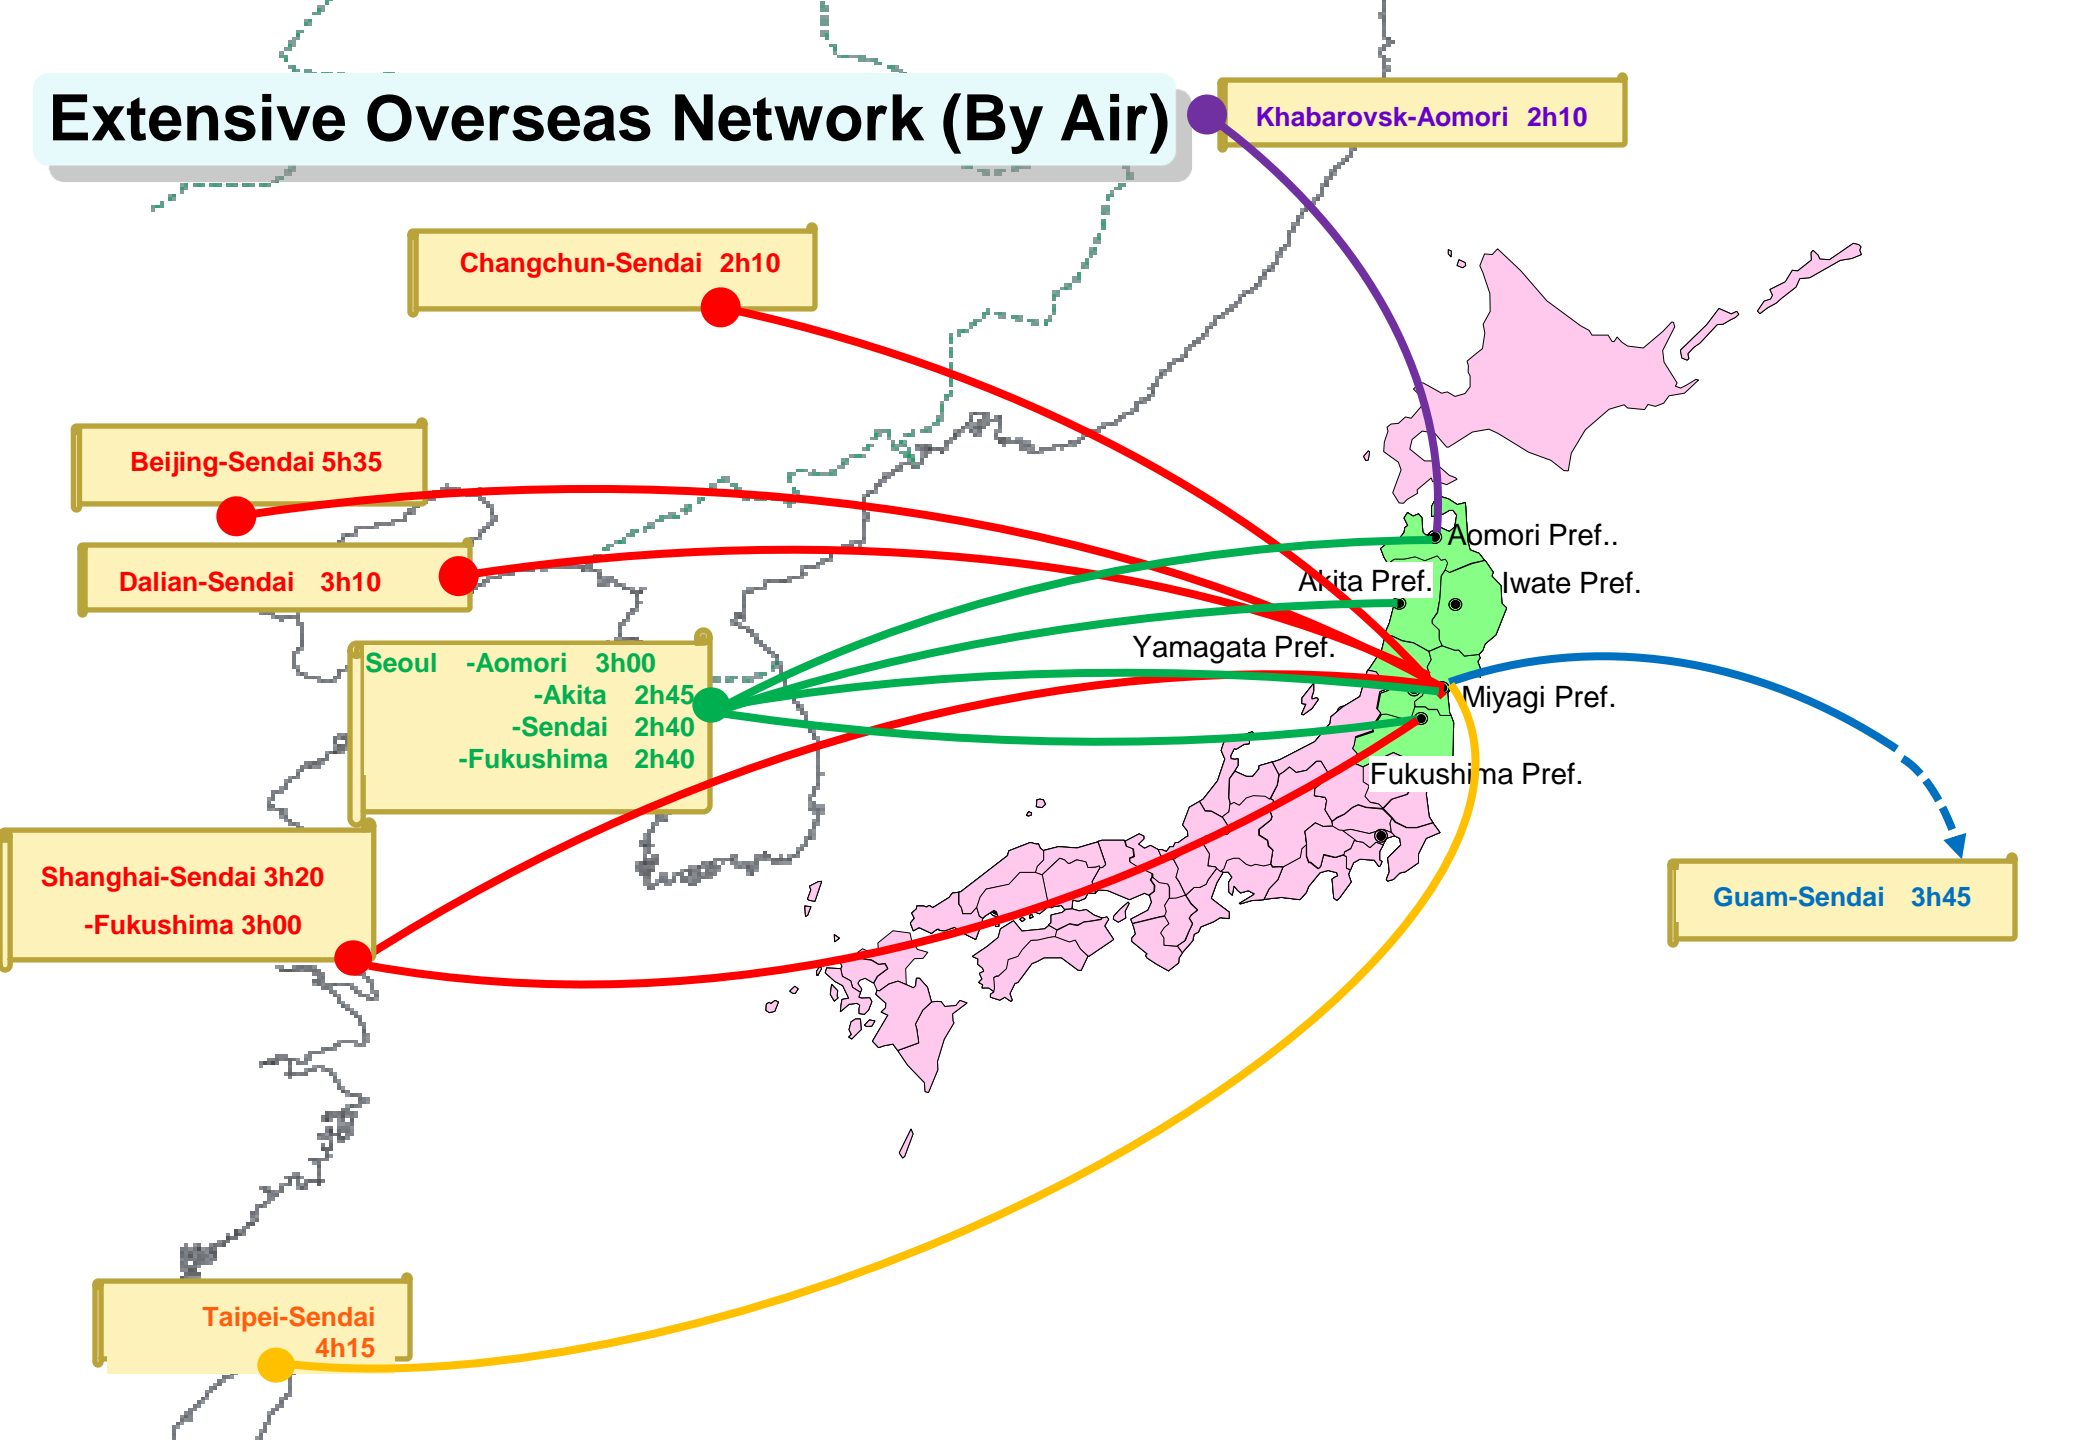 Extensive Overseas Network (By Air)
Khabarovsk-Aomori 2h10
Changchun-Sendai 2h10
Beijing-Sendai 5h35
Dalian-Sendai 3h10
Aomori Pref..
Akita Pref.
Iwate Pref.
Yamagata Pref.
Miyagi Pref.
Fukushima Pref.
Seoul -Aomori 3h00
-Akita 2h45
-Sendai 2h40
-Fukushima 2h40
Shanghai-Sendai 3h20
-Fukushima 3h00
Guam-Sendai 3h45
Taipei-Sendai
4h15